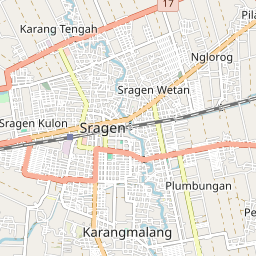 17
Pila
Karang Tengah
Nglorog
Sragen Wetan
Sragen Kulon
Sragen
Plumbungan
Pe
Karangmalang